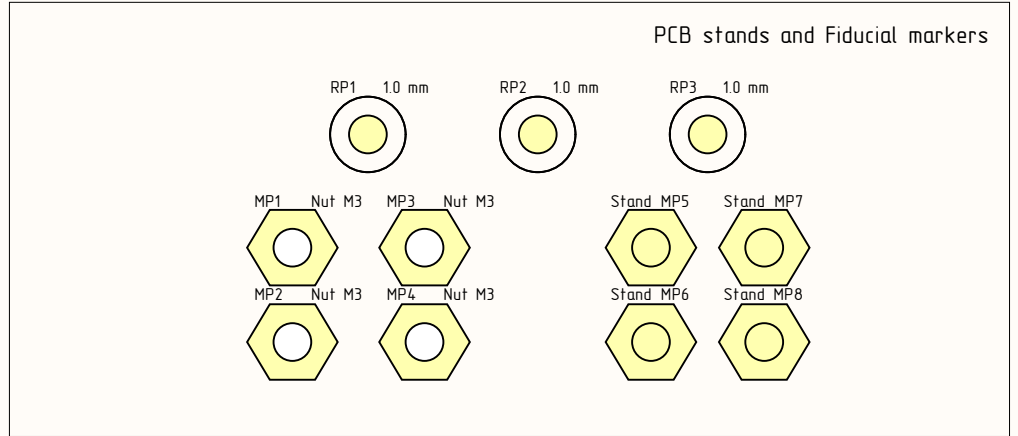 PCB stands and Fiducial markers
RP1 1.0 mm RP2 1.0 mm RP3 1.0 mm
MP1 Nut M3 MP3 Nut M3 Stand MP5 Stand MP7
MP2 Nut M3 MP4 Nut M3 Stand MP6 Stand MP8